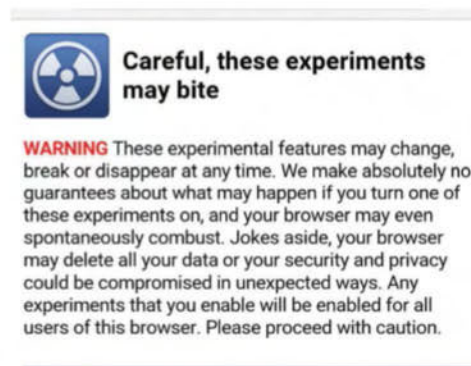 Careful, these experiments
may bite
WARNING These experimental features may change,
break or disappear at any time. We make absolutely no
guarantees about what may happen if you turn one of
these experiments on, and your browser may even
spontaneously combust. Jokes aside, your browser
may delete all your data or your security and privacy
could be compromised in unexpected ways. Any
experiments that you enable will be enabled for all
users of this browser. Please proceed with caution.